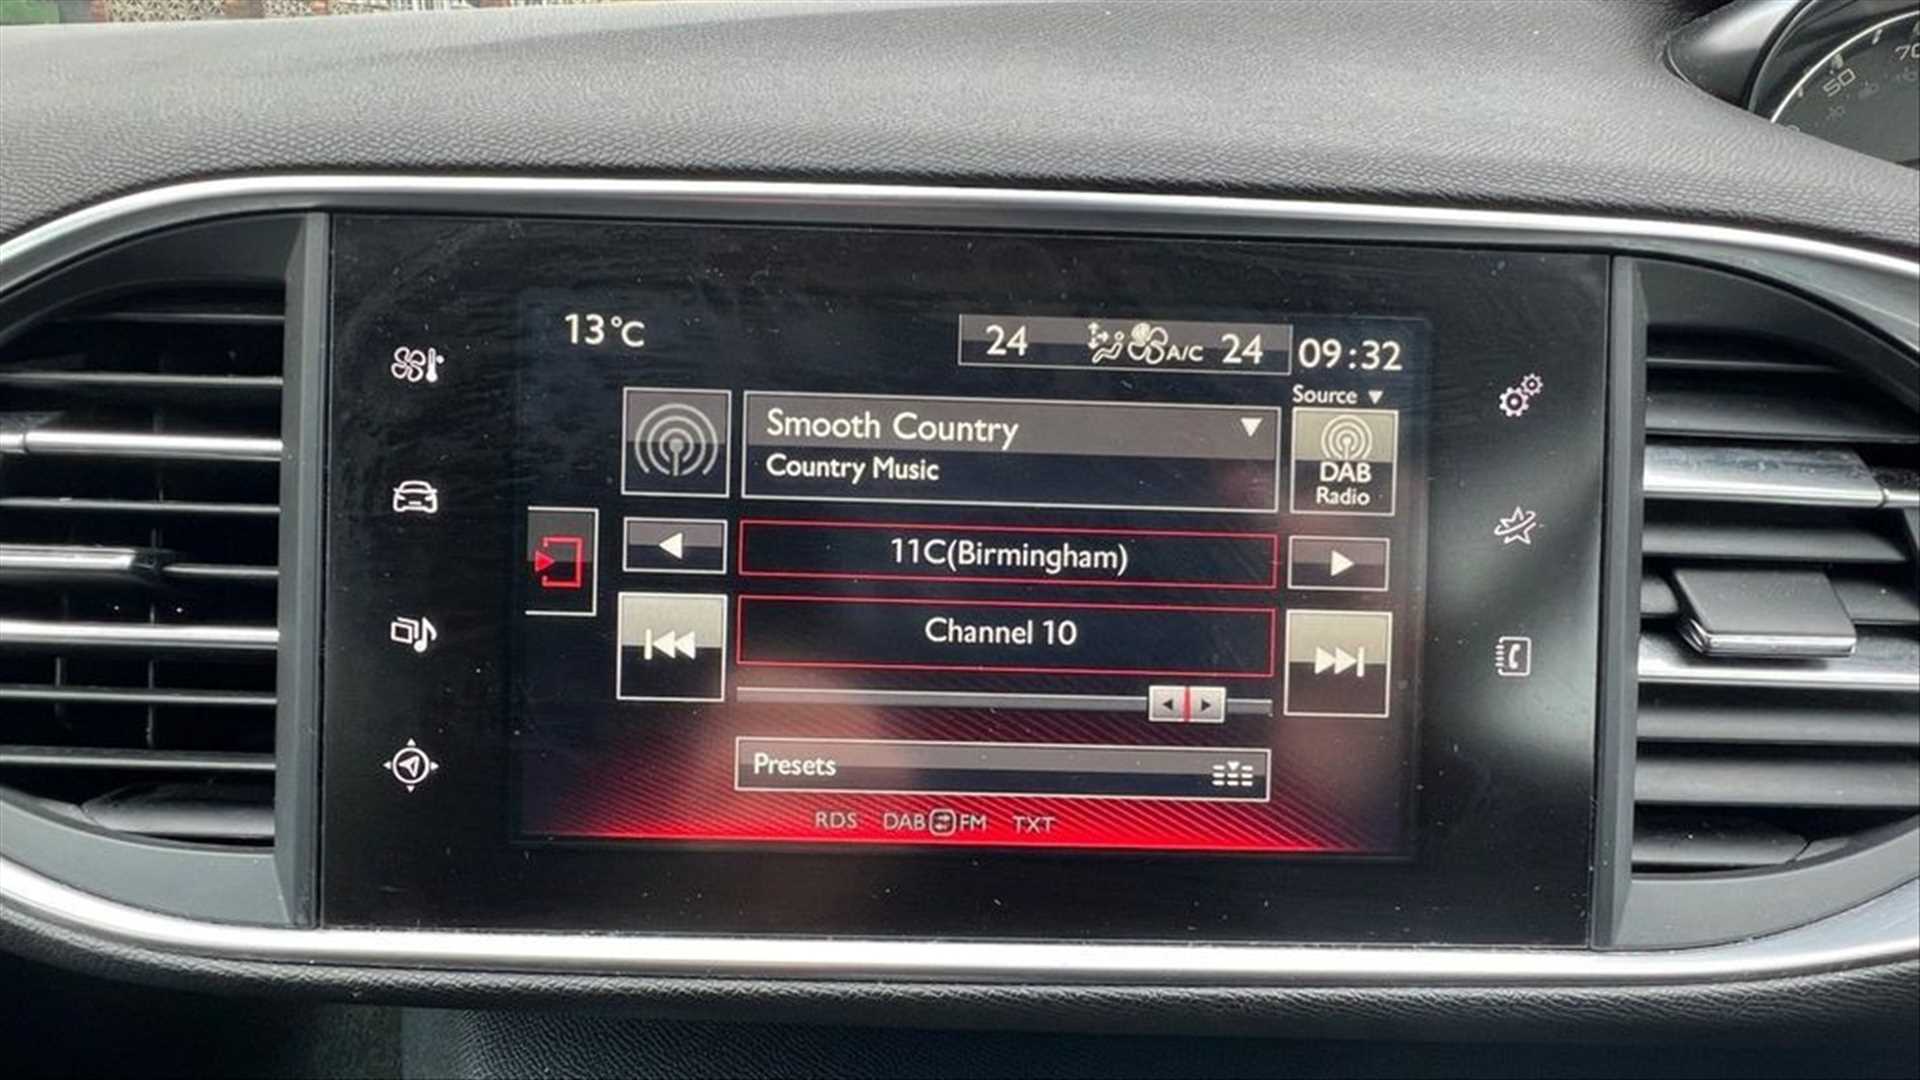 50
70
13°C
24 A/C 24 09:32
Source
Smooth Country
Country Music
DAB
Radio
11C(Birmingham)
Channel 10
Presets
RDS DAB FM TXT